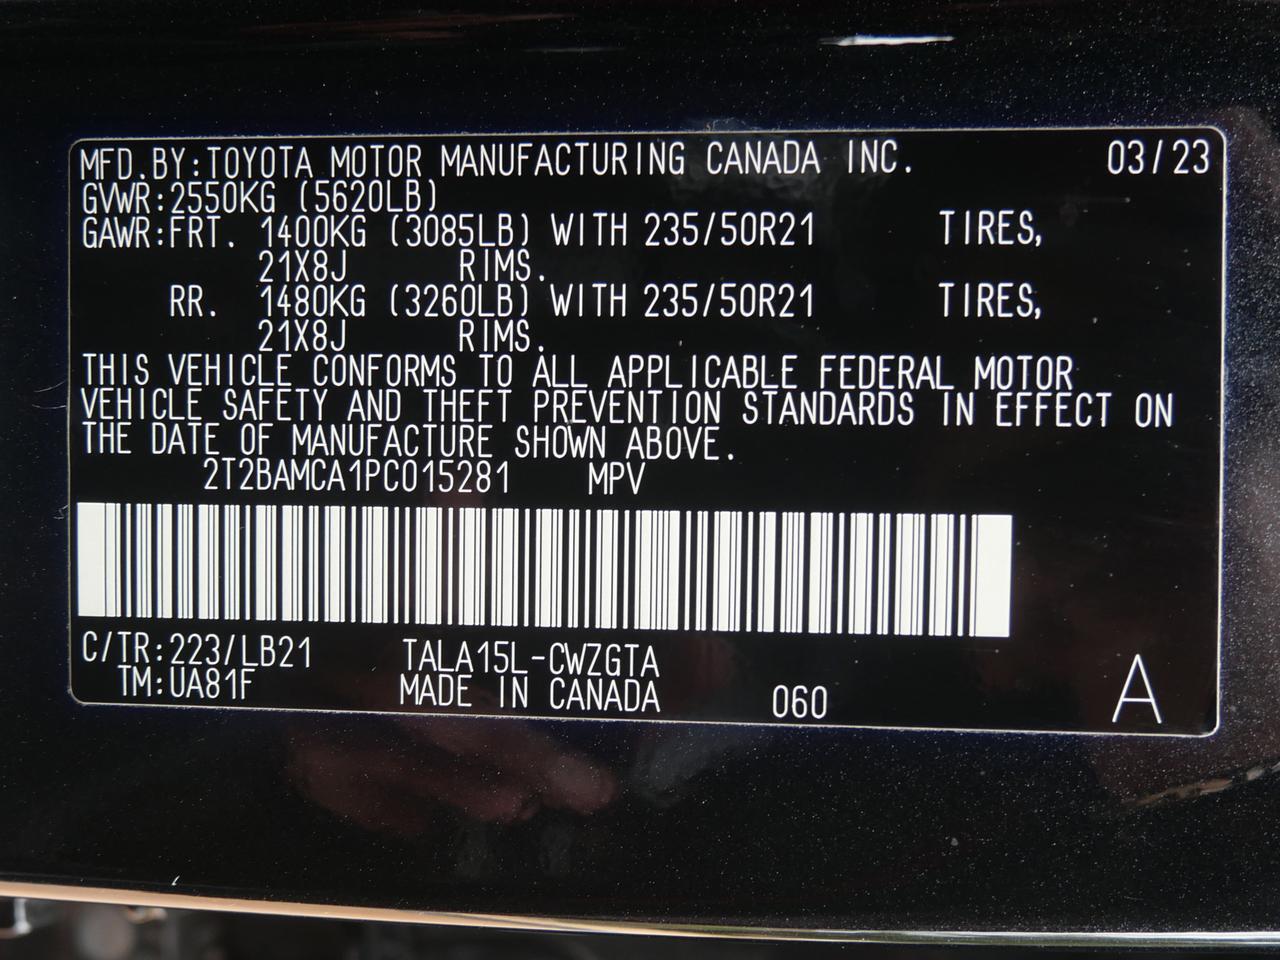 MFD.BY:TOYOTA MOTOR MANUFACTURING CANADA INC. 03/23
GVWR:2550KG (5620LB)
GAWR:FRT. 1400KG (3085LB) WITH 235/50R21 TIRES,
21X8J RIMS.
RR. 1480KG (3260LB) WITH 235/50R21 TIRES,
21X8J RIMS.
THIS VEHICLE CONFORMS TO ALL APPLICABLE FEDERAL MOTOR
VEHICLE SAFETY AND THEFT PREVENTION STANDARDS IN EFFECT ON
THE DATE OF MANUFACTURE SHOWN ABOVE.
2T2BAMCA1PC015281 MPV
C/TR:223/LB21 TALA15L-CWZGTA
TM:UA81F MADE IN CANADA 060 A